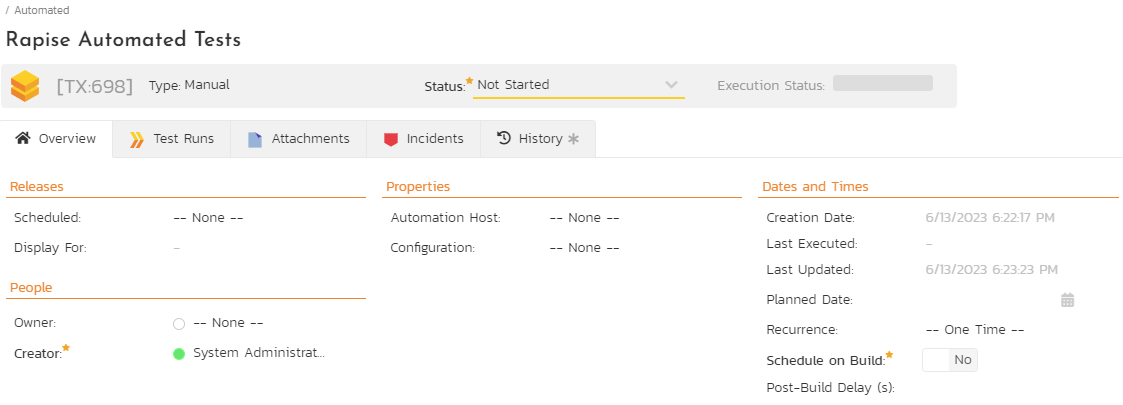 / Automated
Rapise Automated Tests
[TX:698] Type: Manual Status: Not Started Execution Status:
Overview Test Runs Attachments Incidents History
Releases
Scheduled: -- None --
Display For: -
People
Owner: -- None --
Creator: System Administrat...
Properties
Automation Host: -- None --
Configuration: -- None --
Dates and Times
Creation Date: 6/13/2023 6:22:17 PM
Last Executed: -
Last Updated: 6/13/2023 6:23:23 PM
Planned Date:
Recurrence: -- One Time --
Schedule on Build: No
Post-Build Delay (s):